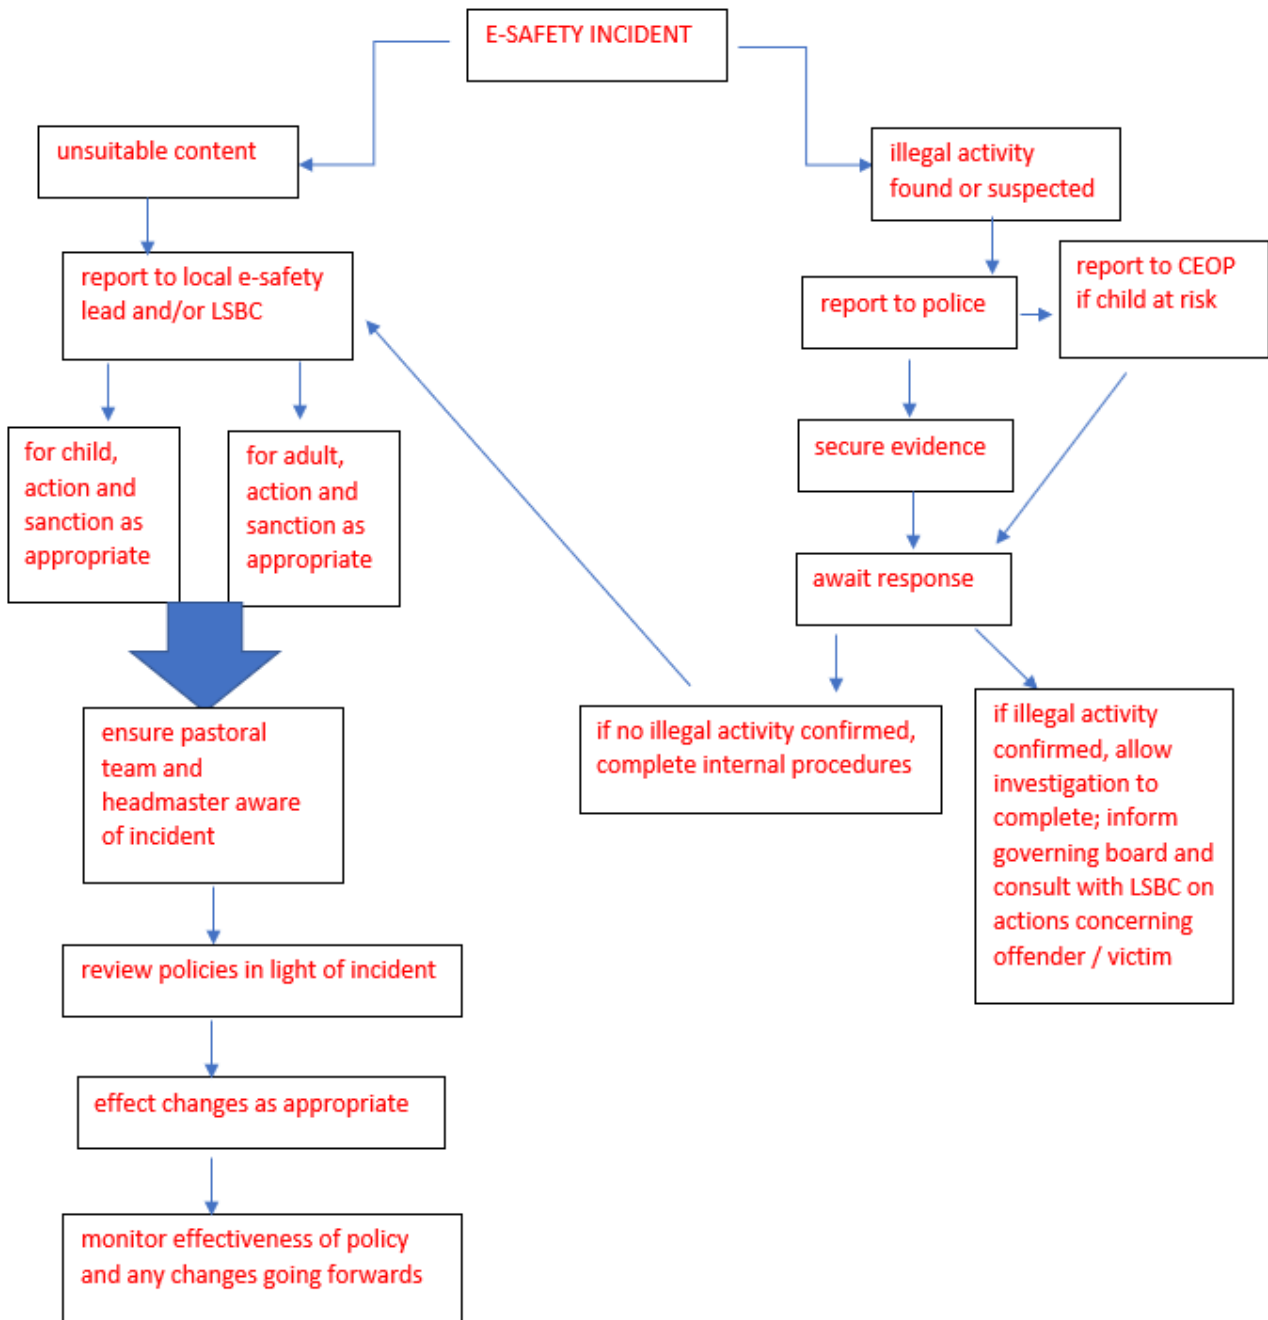 E-SAFETY INCIDENT
unsuitable content
illegal activity
found or suspected
report to local e-safety
lead and/or LSBC
report to police
report to CEOP
if child at risk
for child,
action and
sanction as
appropriate
for adult,
action and
sanction as
appropriate
secure evidence
await response
ensure pastoral
team and
headmaster aware
of incident
if no illegal activity confirmed,
complete internal procedures
if illegal activity
confirmed, allow
investigation to
complete; inform
governing board and
consult with LSBC on
actions concerning
offender / victim
review policies in light of incident
effect changes as appropriate
monitor effectiveness of policy
and any changes going forwards